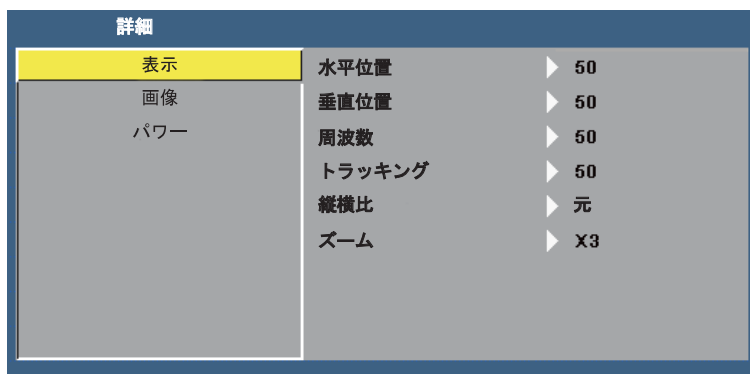 詳細
表示
画像
パワー
水平位置 50
垂直位置 50
周波数 50
トラッキング 50
縦横比 元
ズーム X3